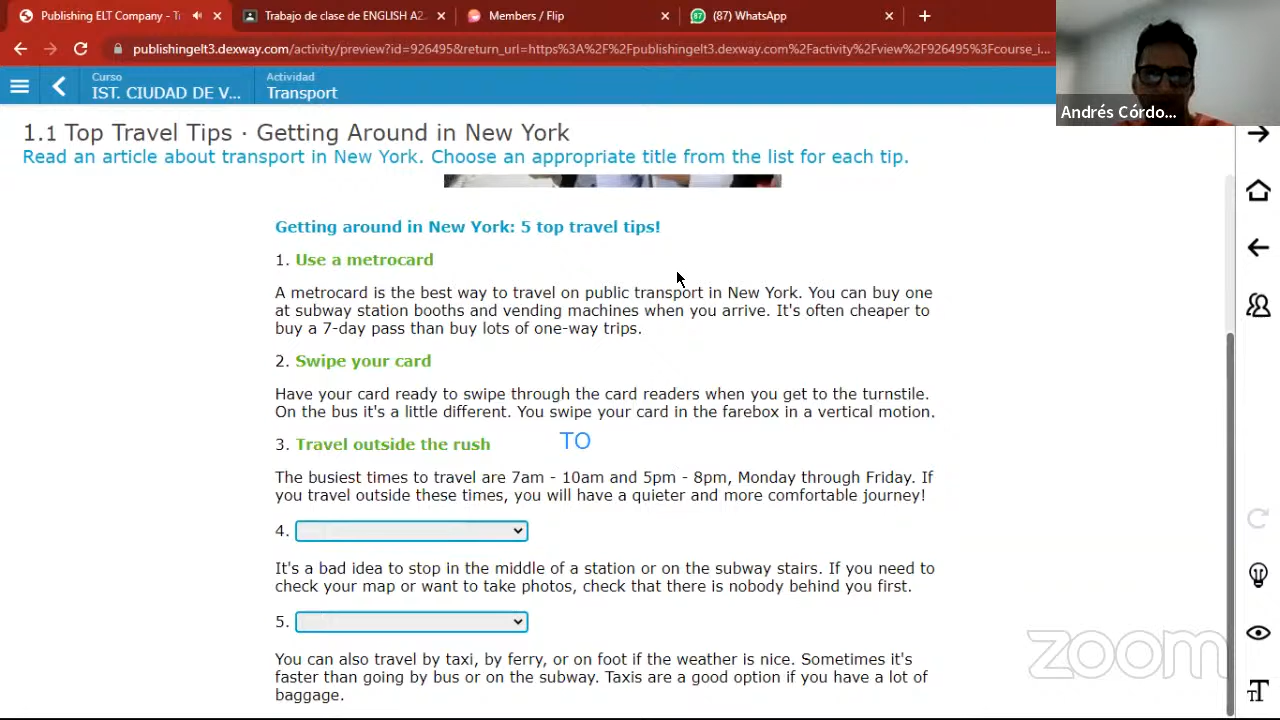 Publishing ELT Company - Ti
Trabajo de clase de ENGLISH A2.
Members / Flip
(87) WhatsApp
publishingelt3.dexway.com/activity/preview?id=926495&return_url=https%3A%2F%2Fpublishingelt3.dexway.com%2Factivity%2Fview%2F926495%3Fcourse_i...
Curso
IST. CIUDAD DE V...
Actividad
Transport
Andrés Córdo...
1.1 Top Travel Tips · Getting Around in New York
Read an article about transport in New York. Choose an appropriate title from the list for each tip.
Getting around in New York: 5 top travel tips!
1. Use a metrocard
A metrocard is the best way to travel on public transport in New York. You can buy one
at subway station booths and vending machines when you arrive. It's often cheaper to
buy a 7-day pass than buy lots of one-way trips.
2. Swipe your card
Have your card ready to swipe through the card readers when you get to the turnstile.
On the bus it's a little different. You swipe your card in the farebox in a vertical motion.
3. Travel outside the rush TO
The busiest times to travel are 7am - 10am and 5pm - 8pm, Monday through Friday. If
you travel outside these times, you will have a quieter and more comfortable journey!
4.
It's a bad idea to stop in the middle of a station or on the subway stairs. If you need to
check your map or want to take photos, check that there is nobody behind you first.
5.
You can also travel by taxi, by ferry, or on foot if the weather is nice. Sometimes it's
faster than going by bus or on the subway. Taxis are a good option if you have a lot of
baggage.
zoom
TT